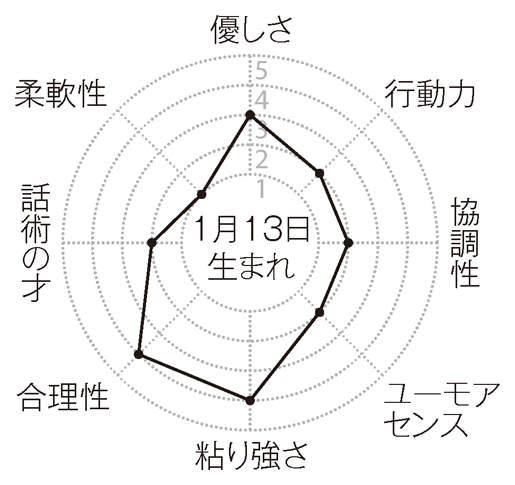 優しさ
5
4
3
2
1
行動力
柔軟性
協調性
話術の才
1月13日
生まれ
ユーモア
センス
合理性
粘り強さ